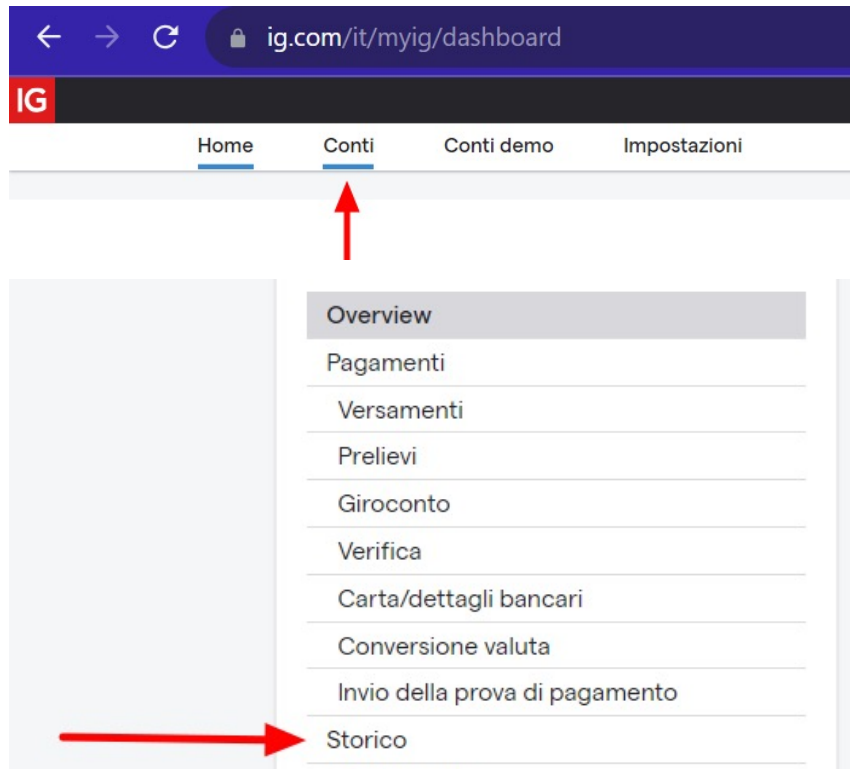 ig.com/it/myig/dashboard
IG
Home Conti Conti demo Impostazioni
Overview
Pagamenti
Versamenti
Prelievi
Giroconto
Verifica
Carta/dettagli bancari
Conversione valuta
Invio della prova di pagamento
Storico